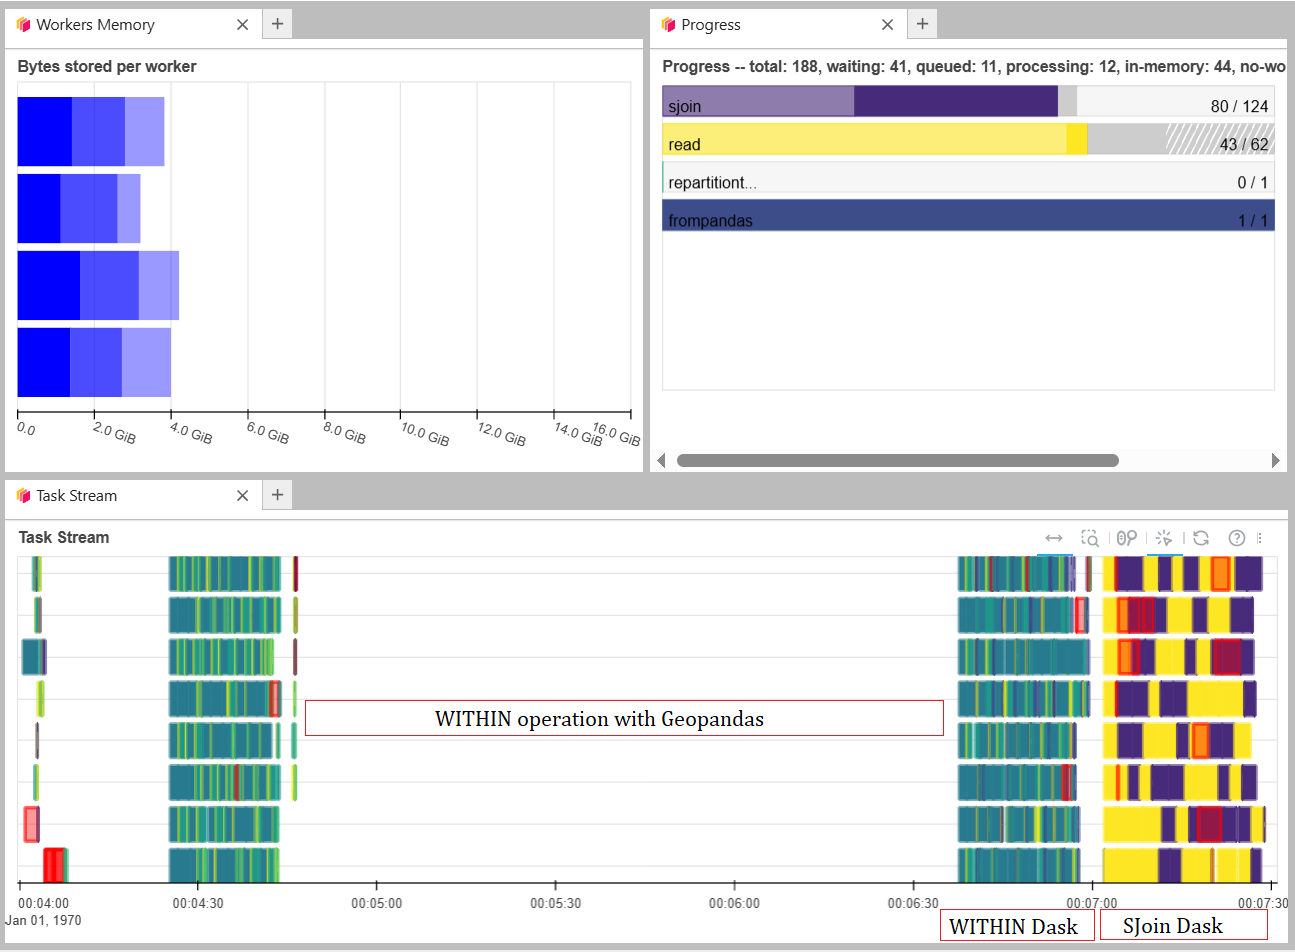 Workers Memory
Progress
Bytes stored per worker
Progress -- total: 188, waiting: 41, queued: 11, processing: 12, in-memory: 44, no-wo
sjoin 80 / 124
read 43 / 62
repartitiont... 0 / 1
frompandas 1 / 1
0.0 2.0 GiB 4.0 GiB 6.0 GiB 8.0 GiB 10.0 GiB 12.0 GiB 14.0 GiB 16.0 GiB
Task Stream
Task Stream
WITHIN operation with Geopandas
00:04:00 00:04:30 00:05:00 00:05:30 00:06:00 00:06:30 00:07:00 00:07:30
Jan 01, 1970
WITHIN Dask
SJoin Dask